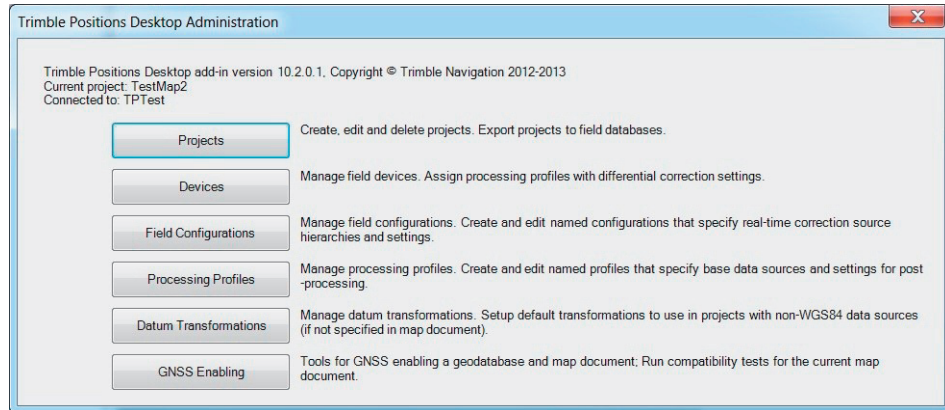 Trimble Positions Desktop Administration
X
Trimble Positions Desktop add-in version 10.2.0.1, Copyright © Trimble Navigation 2012-2013
Current project: TestMap2
Connected to: TPTest
Projects
Create, edit and delete projects. Export projects to field databases.
Devices
Manage field devices. Assign processing profiles with differential correction settings.
Field Configurations
Manage field configurations. Create and edit named configurations that specify real-time correction source
hierarchies and settings.
Processing Profiles
Manage processing profiles. Create and edit named profiles that specify base data sources and settings for post
-processing.
Datum Transformations
Manage datum transformations. Setup default transformations to use in projects with non-WGS84 data sources
(if not specified in map document).
GNSS Enabling
Tools for GNSS enabling a geodatabase and map document; Run compatibility tests for the current map
document.